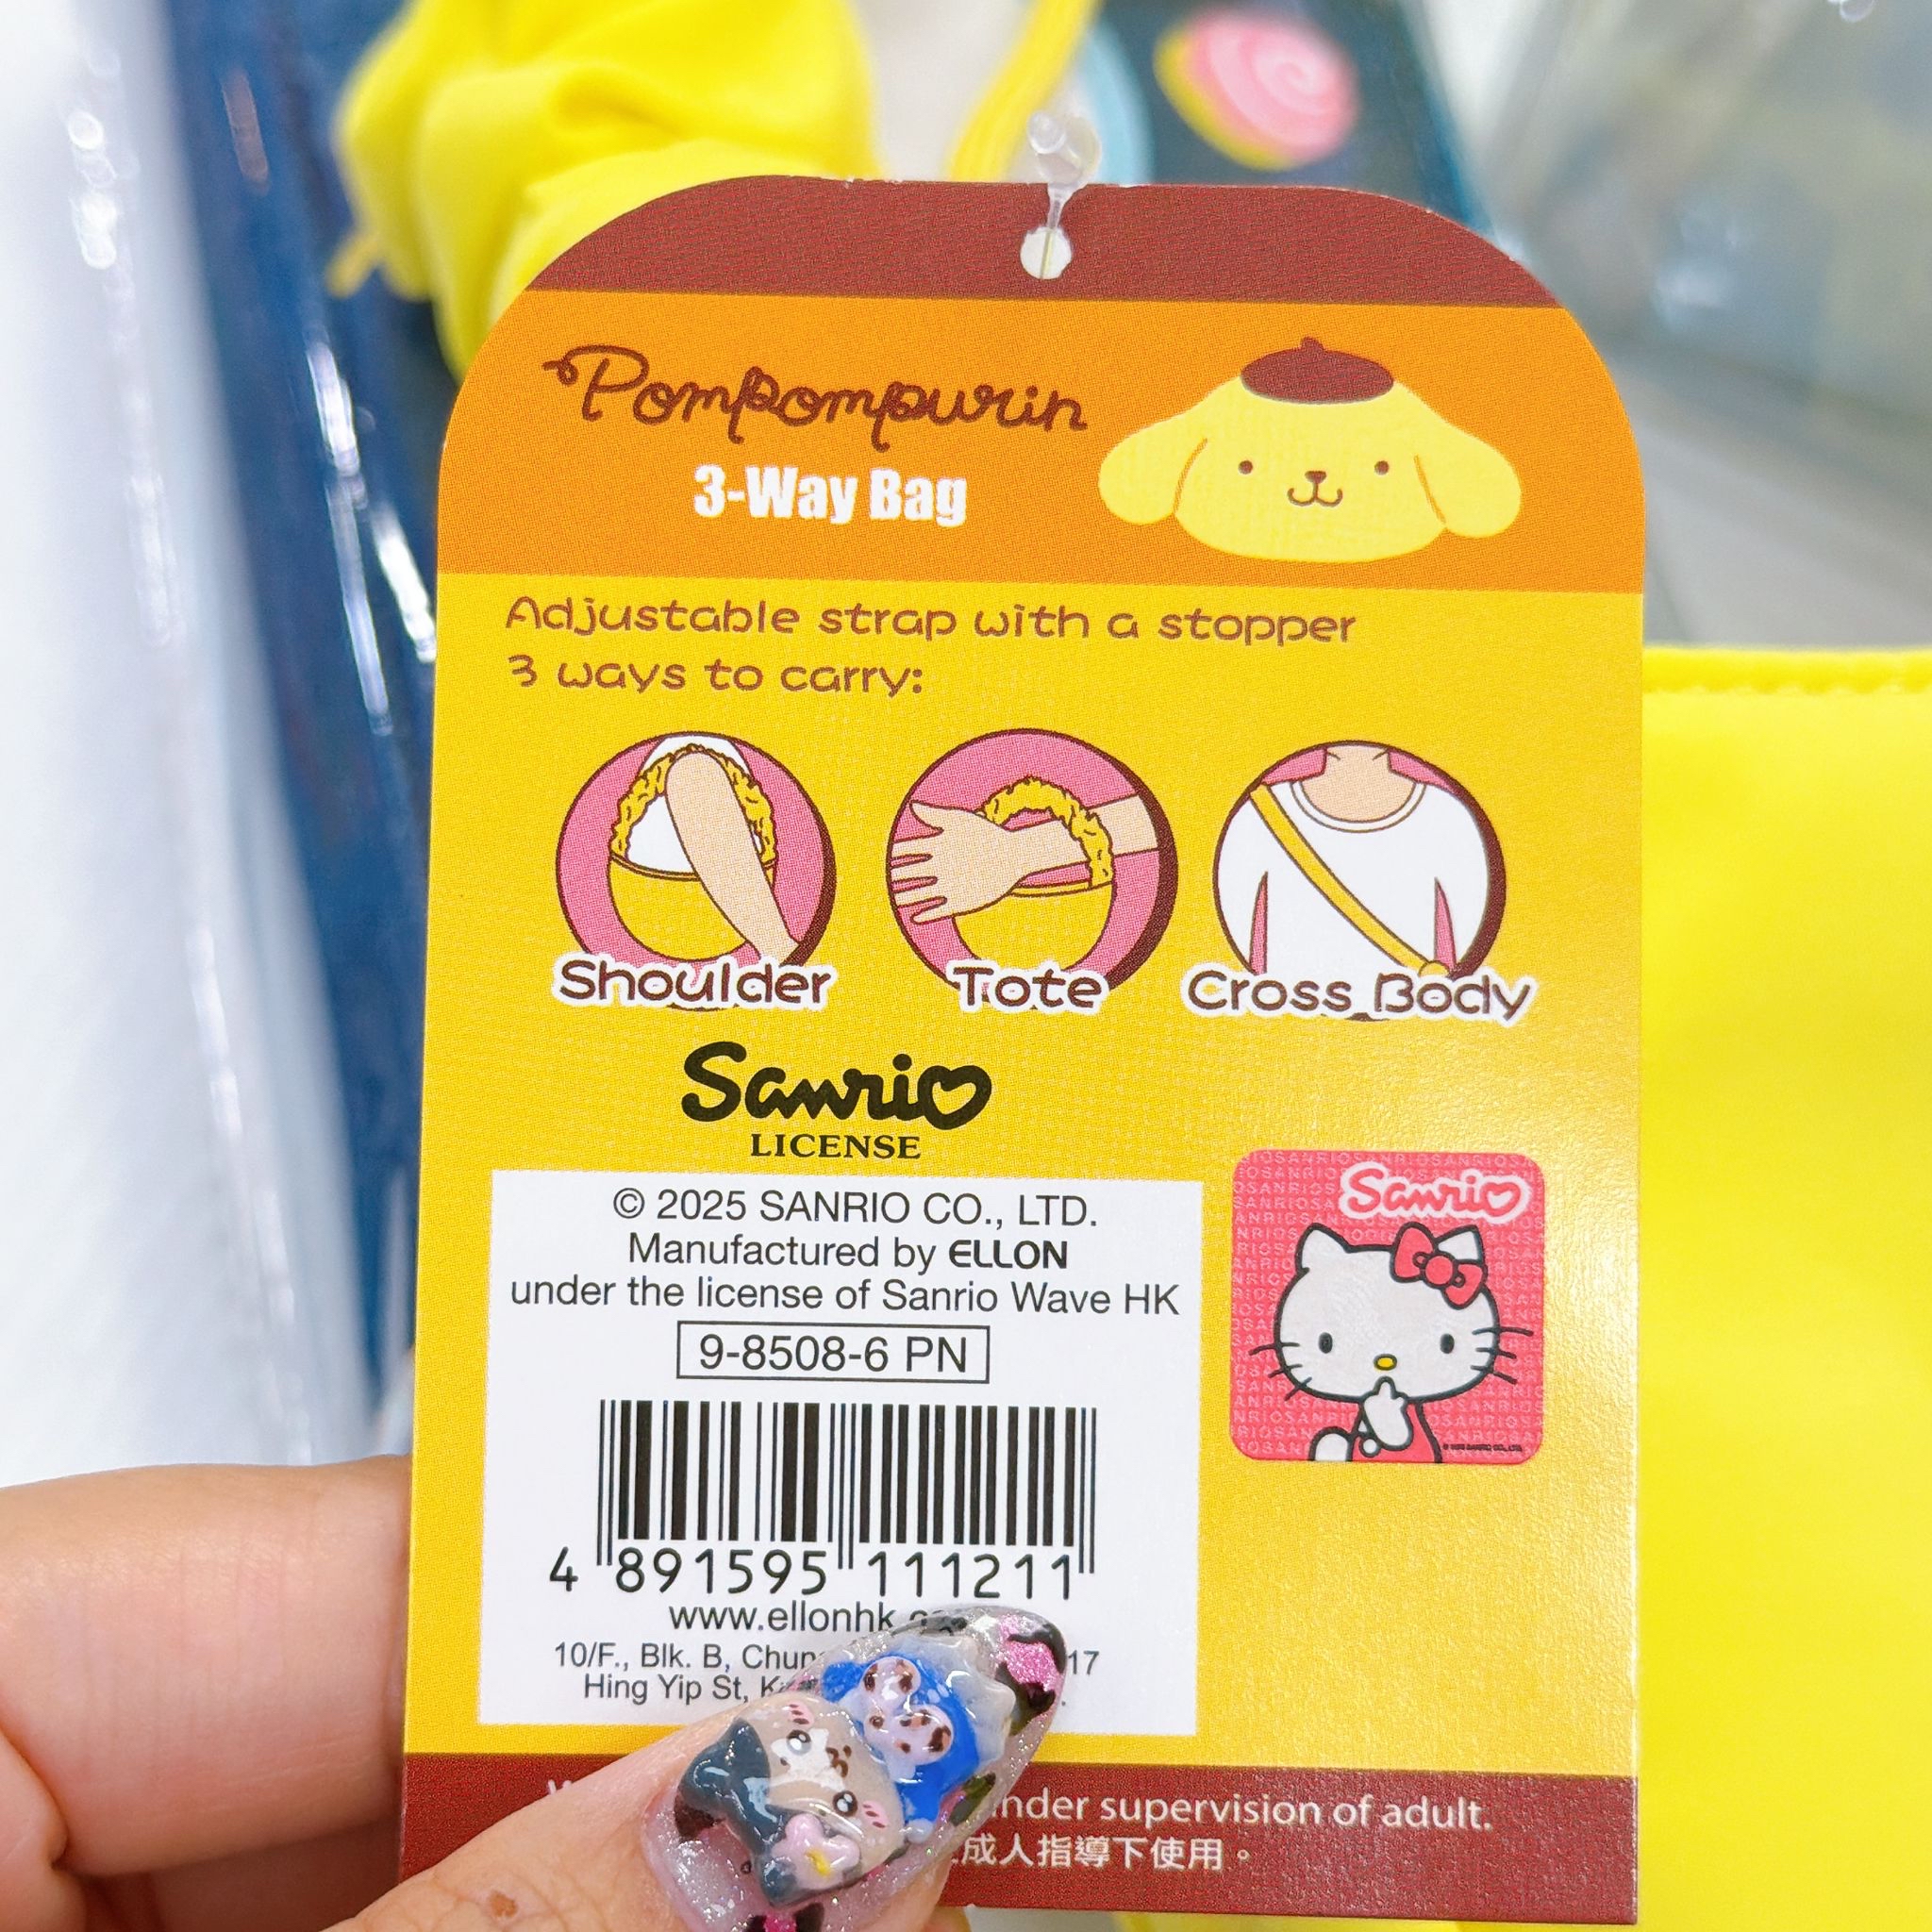 Pompompurin
3-Way Bag
Adjustable strap with a stopper
3 ways to carry:
Shoulder
Tote
Cross Body
Sanrio
LICENSE
© 2025 SANRIO CO., LTD.
Manufactured by ELLON
under the license of Sanrio Wave HK
9-8508-6 PN
4 891595 111211
www.ellonhk
10/F., Blk. B, 17
Hing Yip St,
Sanrio
under supervision of adult.
成人指導下使用。